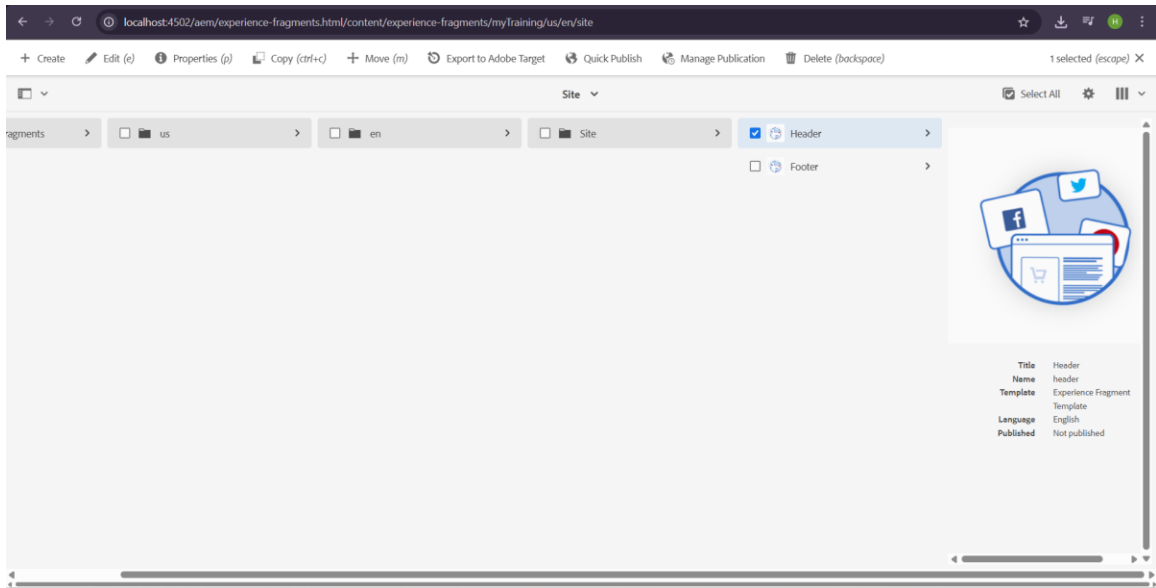 localhost:4502/aem/experience-fragments.html/content/experience-fragments/myTraining/us/en/site
H
Create Edit (e) Properties (p) Copy (ctrl+c) Move (m) Export to Adobe Target Quick Publish Manage Publication Delete (backspace) 1 selected (escape)
Site Select All
ragments us en Site Header
Footer
Title Header
Name header
Template Experience Fragment
Template
Language English
Published Not published